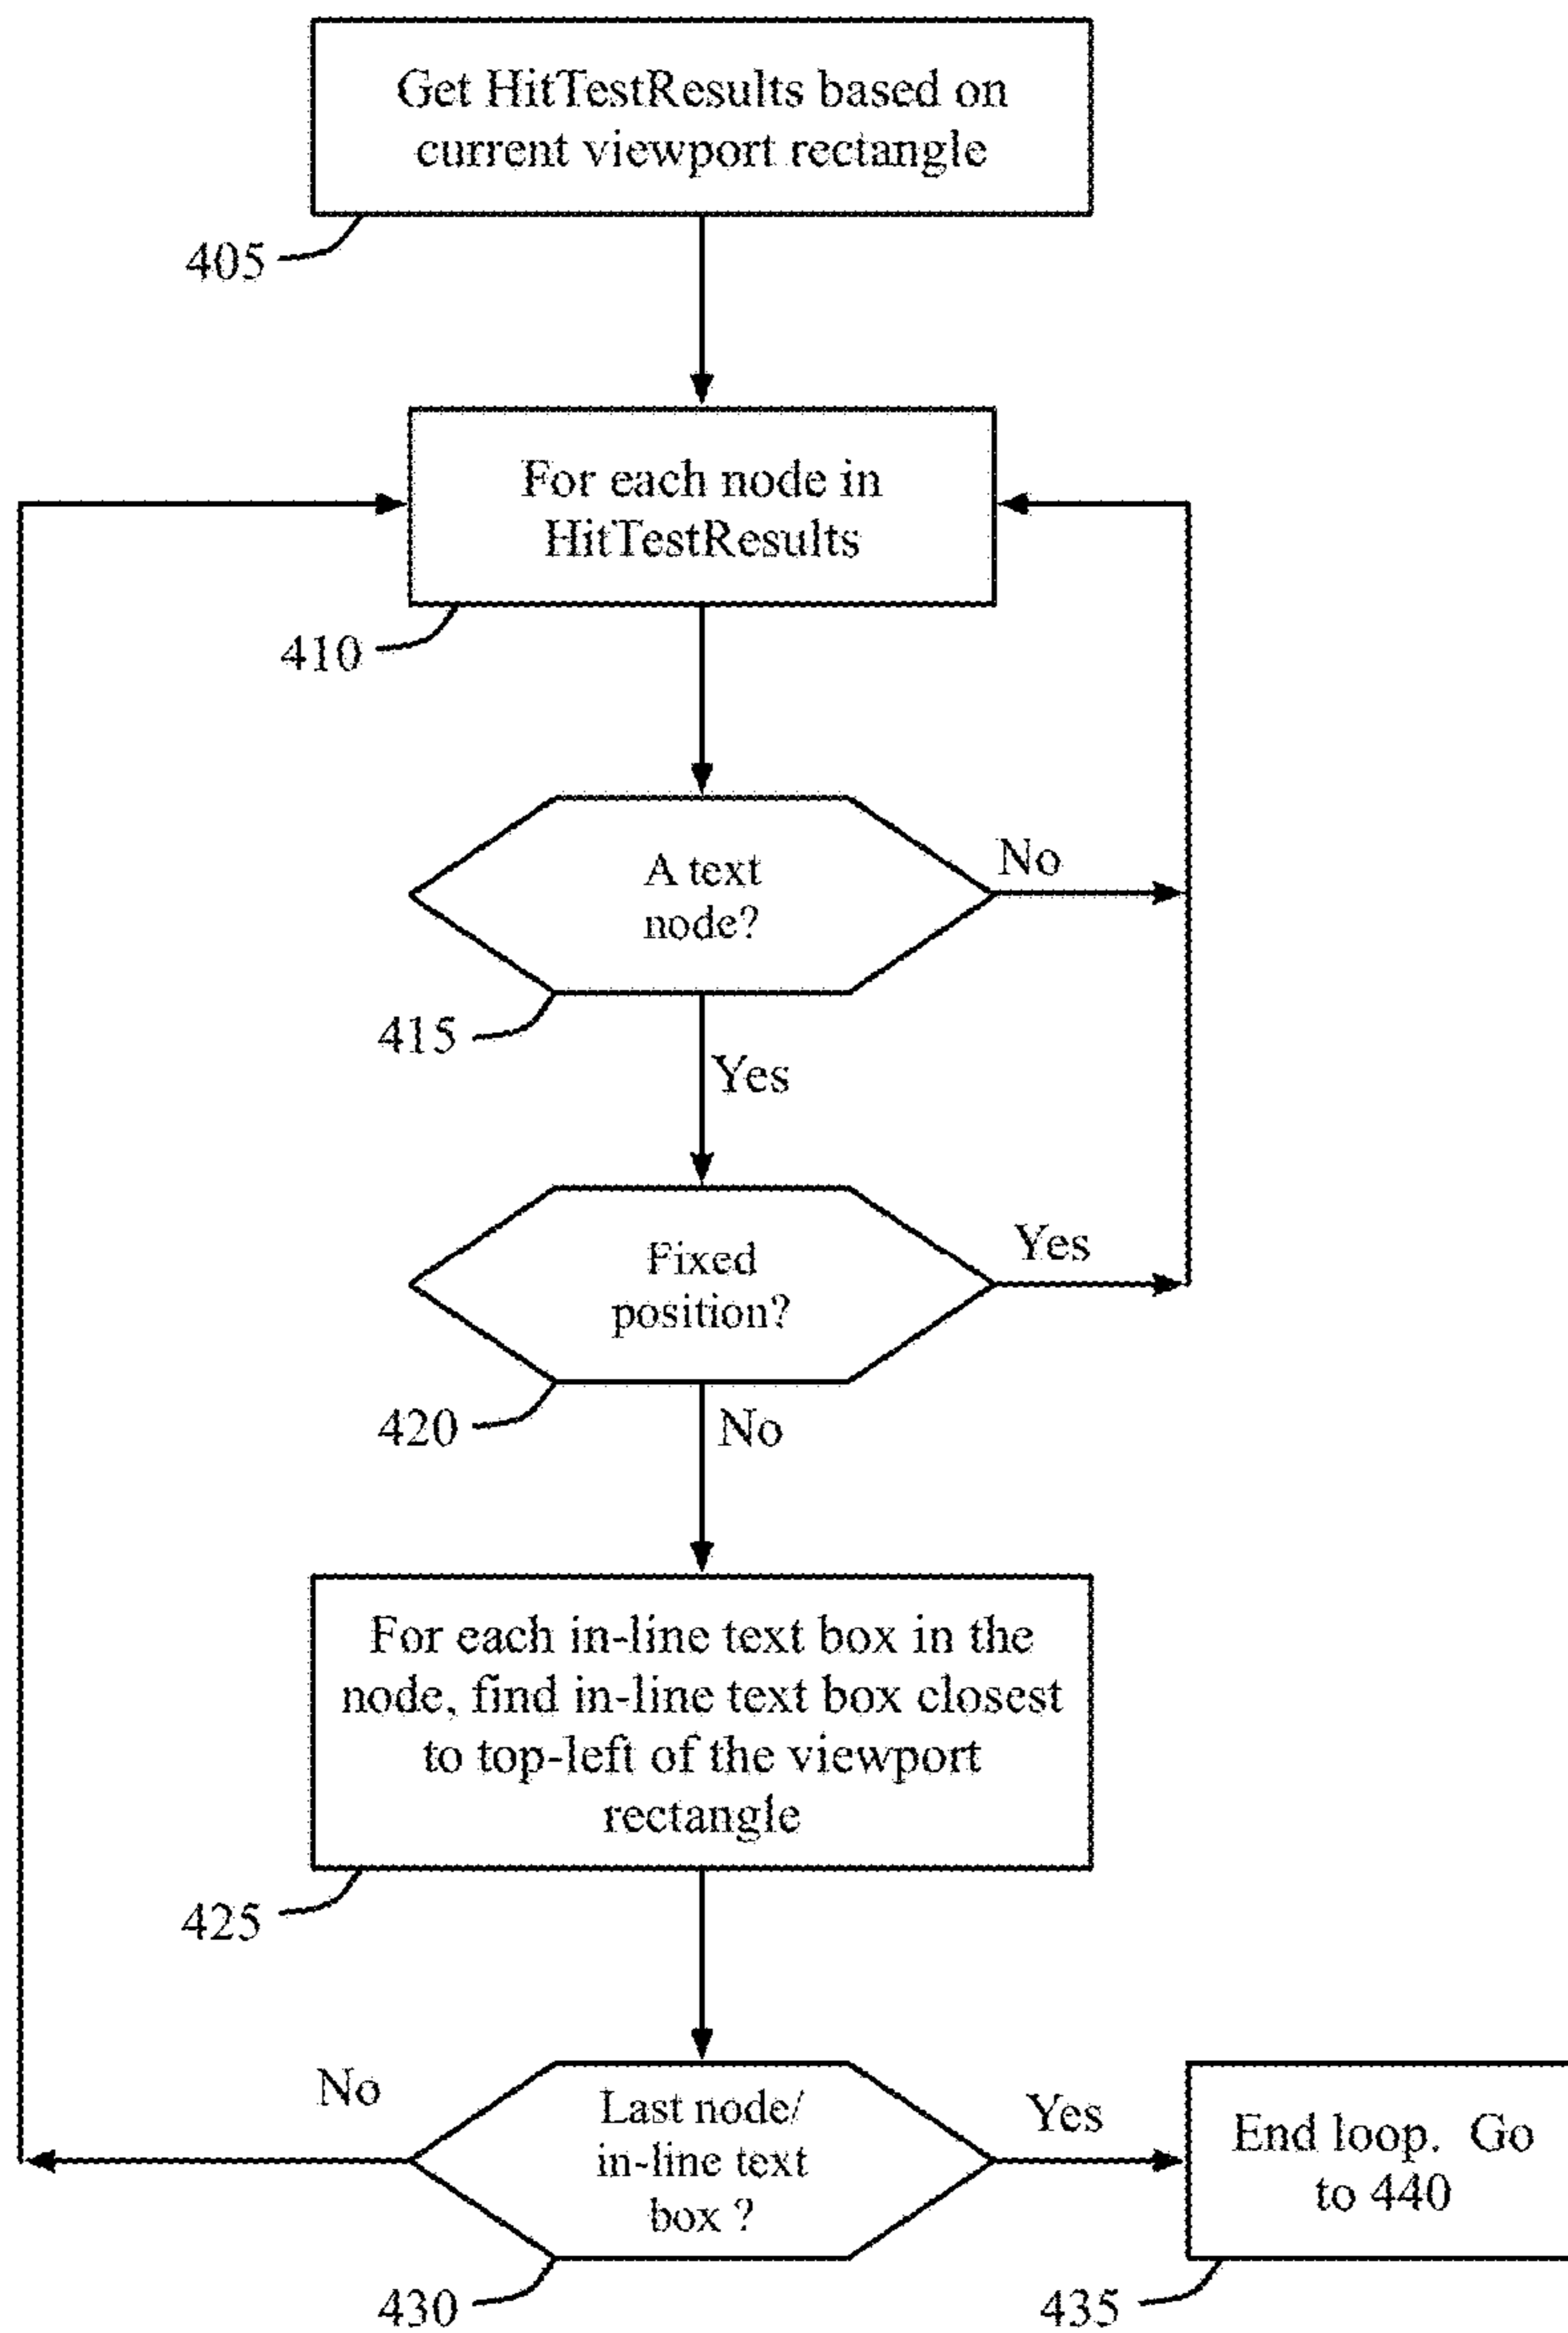 Get HitTestResults based on
current viewport rectangle
405
For each node in
HitTestResults
410
A text
node?
No
415
Yes
Fixed
position?
Yes
420
No
For each in-line text box in the
node, find in-line text box closest
to top-left of the viewport
rectangle
425
No
Last node/
in-line text
box ?
Yes
End loop.  Go
to 440
430
435